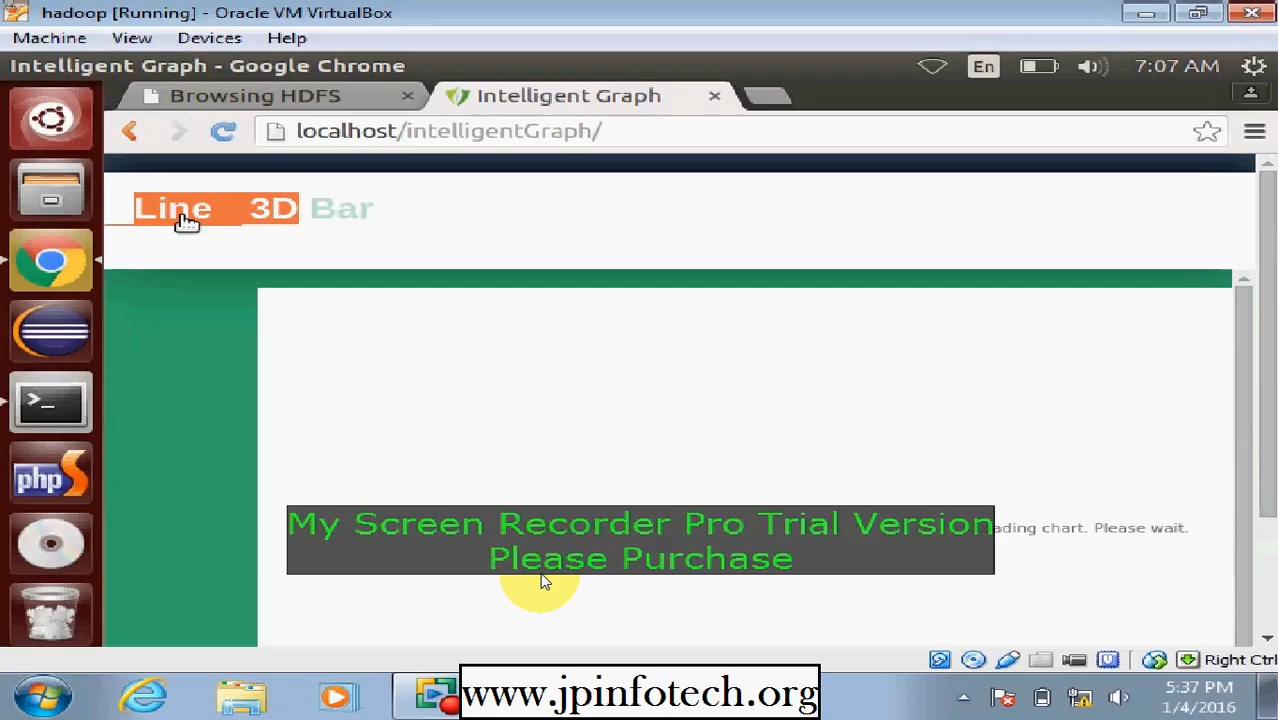 hadoop [Running] - Oracle VM VirtualBox
Machine View Devices Help
Intelligent Graph - Google Chrome
En
7:07 AM
Browsing HDFS
Intelligent Graph
localhost/intelligentGraph/
Line 3D Bar
My Screen Recorder Pro Trial Version
Please Purchase
ading chart. Please wait.
php
Right Ctrl
www.jpinfotech.org
5:37 PM
1/4/2016